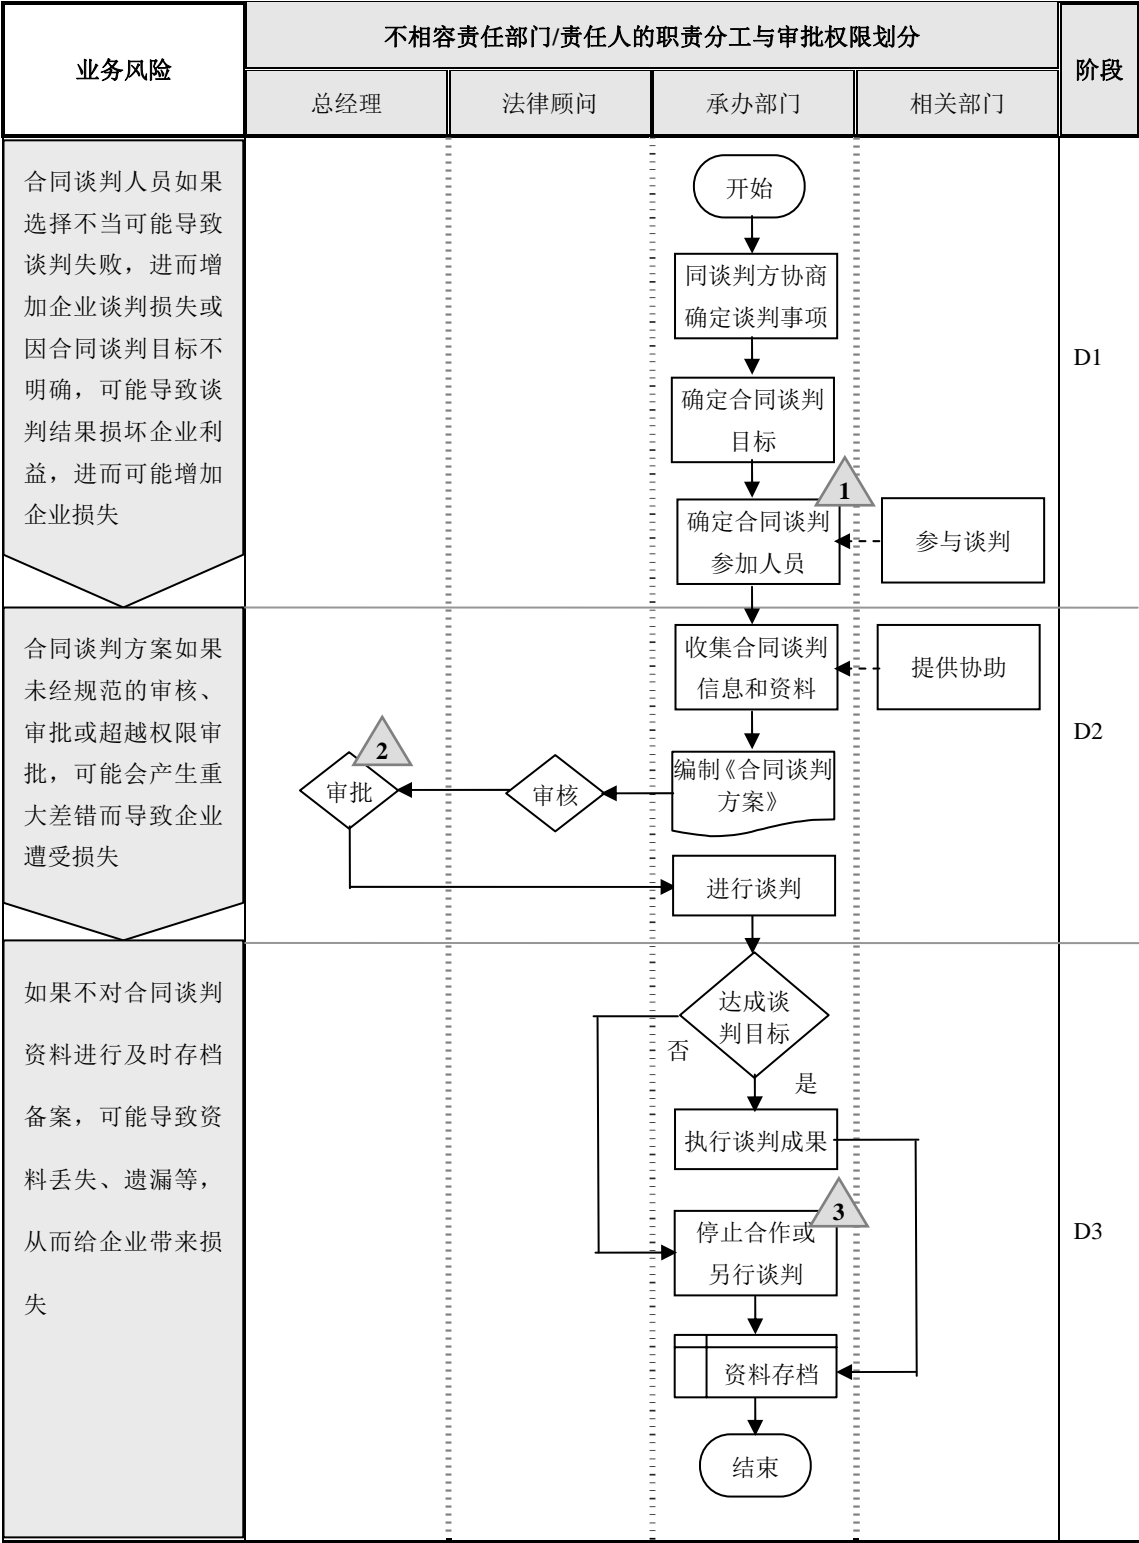 业务风险
不相容责任部门/责任人的职责分工与审批权限划分
阶段
总经理
法律顾问
承办部门
相关部门
合同谈判人员如果
选择不当可能导致
谈判失败，进而增
加企业谈判损失或
因合同谈判目标不
明确，可能导致谈
判结果损坏企业利
益，进而可能增加
企业损失
开始
同谈判方协商
确定谈判事项
确定合同谈判
目标
1
确定合同谈判
参加人员
参与谈判
D1
合同谈判方案如果
未经规范的审核、
审批或超越权限审
批，可能会产生重
大差错而导致企业
遭受损失
收集合同谈判
信息和资料
提供协助
2
审批
审核
编制《合同谈判
方案》
进行谈判
D2
如果不对合同谈判
资料进行及时存档
备案，可能导致资
料丢失、遗漏等，
从而给企业带来损
失
达成谈
判目标
否
是
执行谈判成果
3
停止合作或
另行谈判
资料存档
结束
D3